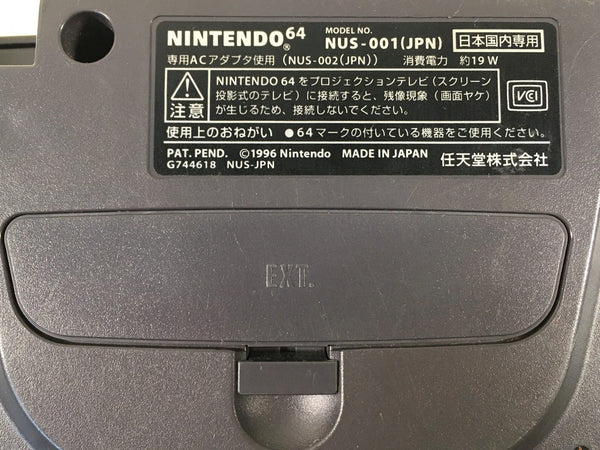 NINTENDO64® MODEL NO. NUS-001(JPN) 日本国内専用
専用ACアダプタ使用 (NUS-002(JPN)) 消費電力 約19W
注意
NINTENDO 64 をプロジェクションテレビ(スクリーン
投影式のテレビ)に接続すると、残像現象(画面ヤケ)
が生じるため、接続しないでください。
VCI
使用上のおねがい ●64マークの付いている機器をご使用ください。
PAT. PEND. ©1996 Nintendo MADE IN JAPAN
G744618 NUS-JPN 任天堂株式会社
EXT.